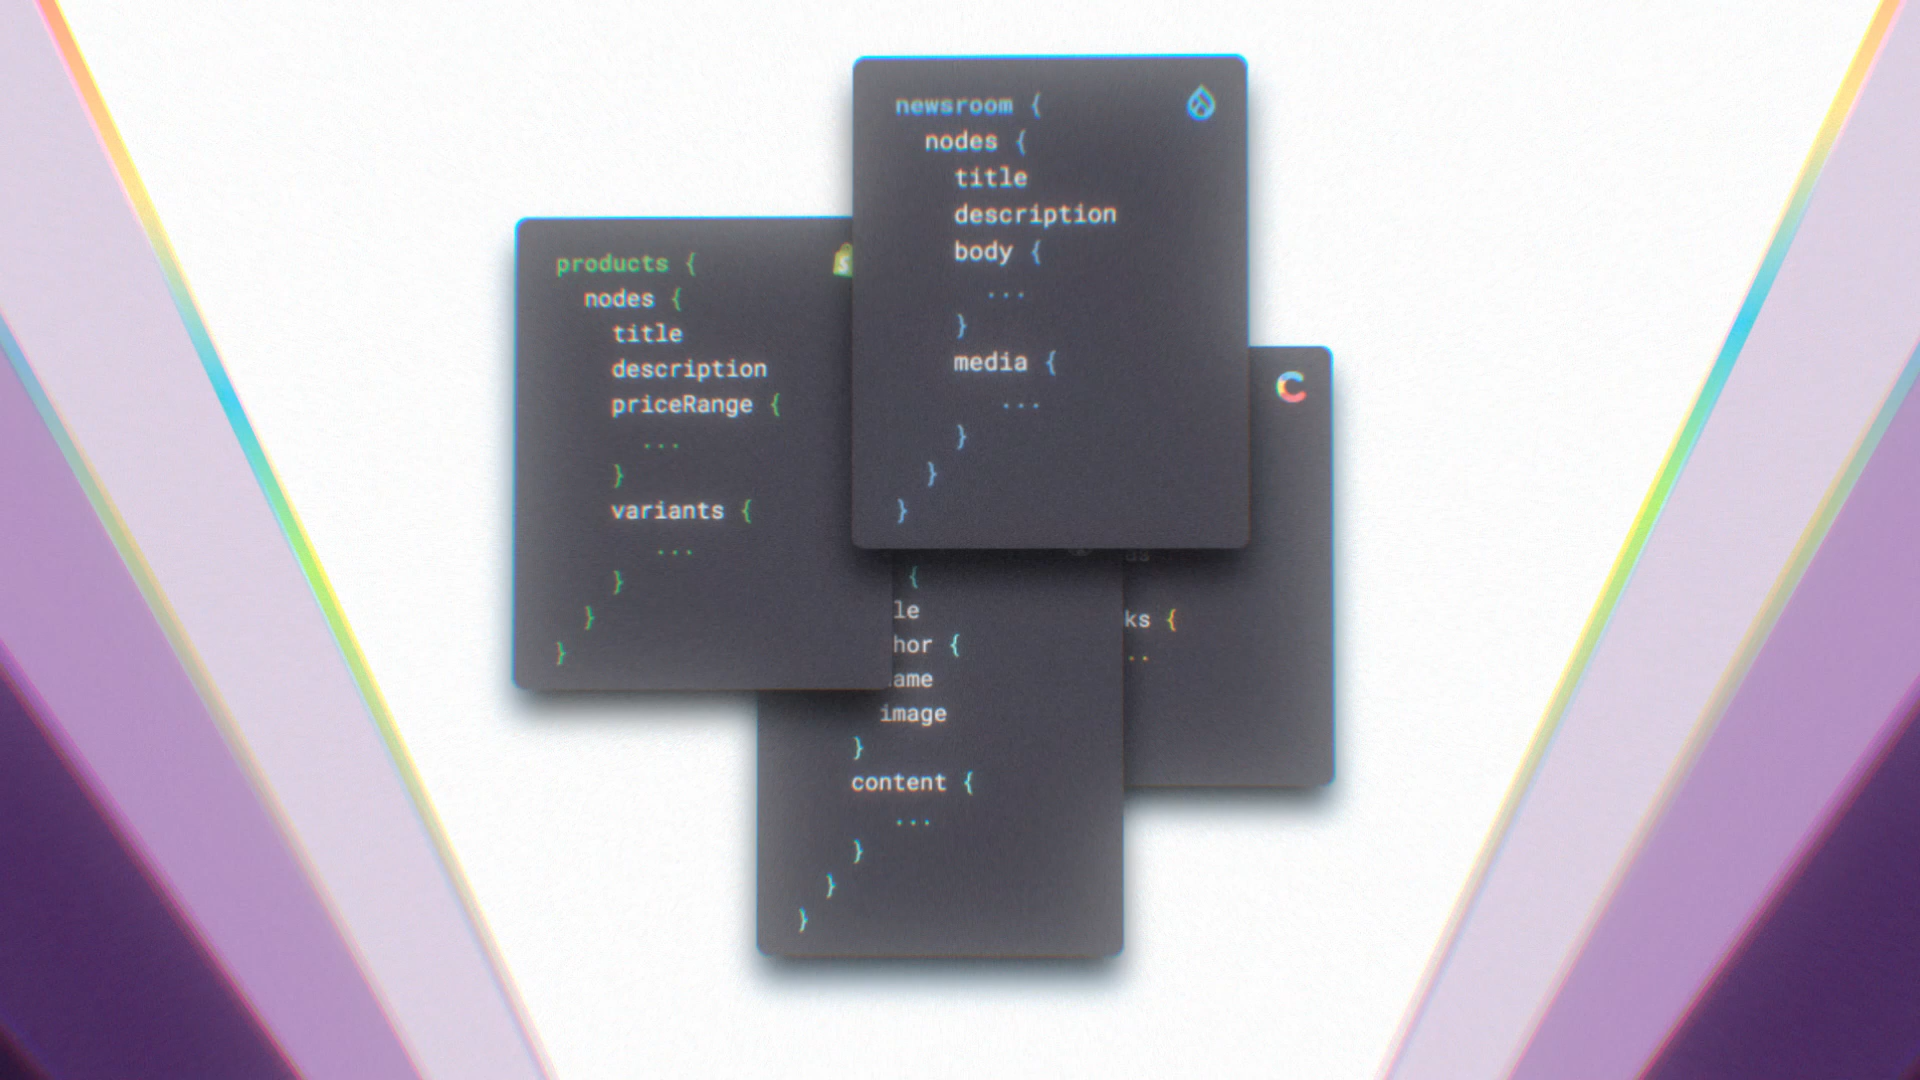 newsroom {
nodes {
title
description
body {
...
}
media {
...
}
}
}
products {
nodes {
title
description
priceRange {
...
}
variants {
...
}
}
}
{
le
hor {
ame
image
}
content {
...
}
}
}
ks {
..